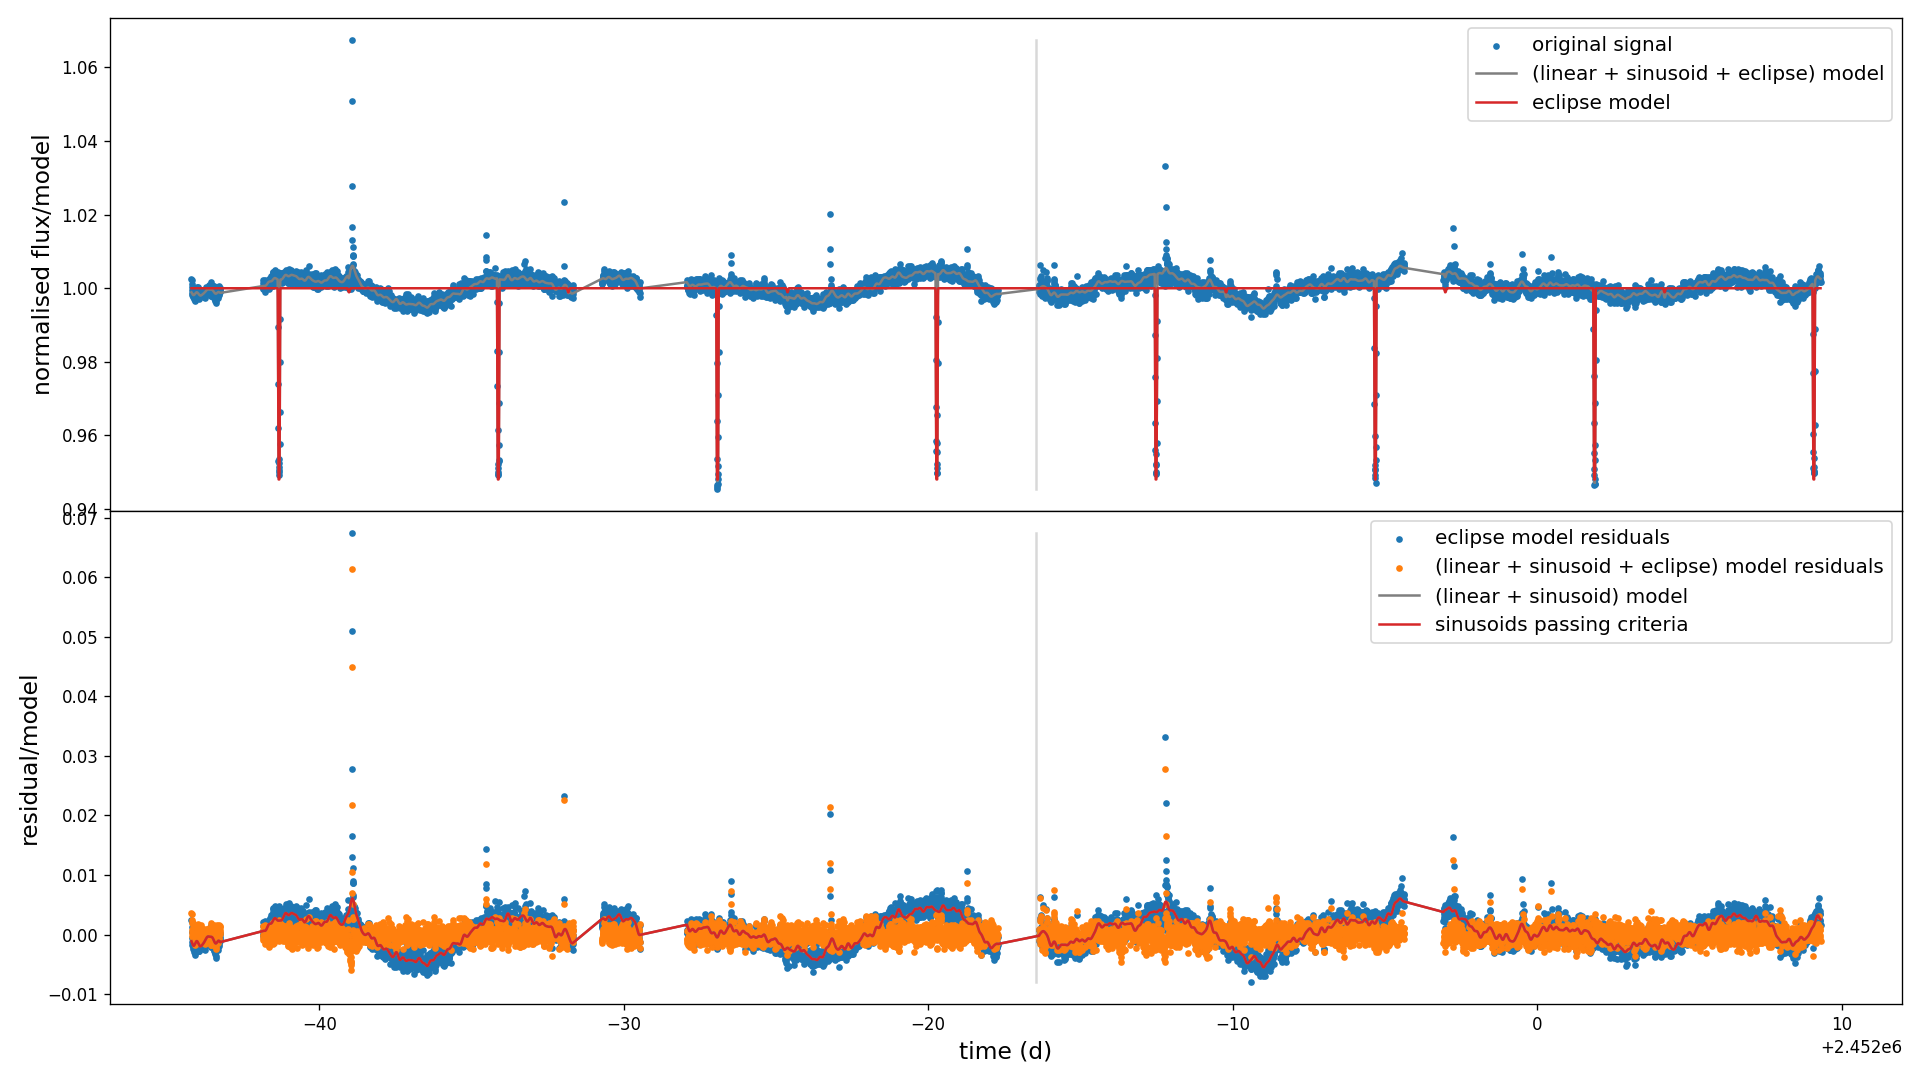 original signal
(linear + sinusoid + eclipse) model
eclipse model
normalised flux/model
1.06
1.04
1.02
1.00
0.98
0.96
0.94
0.07
0.06
0.05
0.04
0.03
0.02
0.01
0.00
−0.01
eclipse model residuals
(linear + sinusoid + eclipse) model residuals
(linear + sinusoid) model
sinusoids passing criteria
residual/model
−40 −30 −20 −10 0 10
time (d)
+2.452e6